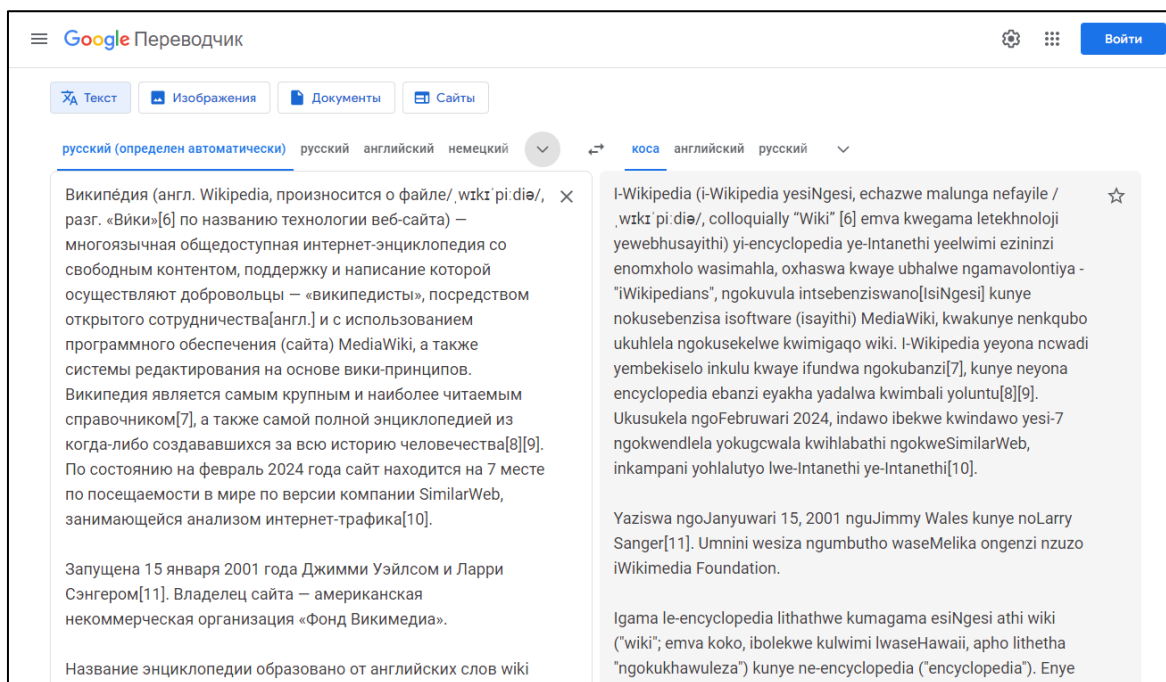 Google Переводчик
Войти
Текст
Изображения
Документы
Сайты
русский (определен автоматически) русский английский немецкий
коса английский русский
Википе́дия (англ. Wikipedia, произносится о файле/ˌwɪkɪˈpiːdiə/,
разг. «Ви́ки»[6] по названию технологии веб-сайта) —
многоязычная общедоступная интернет-энциклопедия со
свободным контентом, поддержку и написание которой
осуществляют добровольцы — «википедисты», посредством
открытого сотрудничества[англ.] и с использованием
программного обеспечения (сайта) MediaWiki, а также
системы редактирования на основе вики-принципов.
Википедия является самым крупным и наиболее читаемым
справочником[7], а также самой полной энциклопедией из
когда-либо создававшихся за всю историю человечества[8][9].
По состоянию на февраль 2024 года сайт находится на 7 месте
по посещаемости в мире по версии компании SimilarWeb,
занимающейся анализом интернет-трафика[10].
Запущена 15 января 2001 года Джимми Уэйлсом и Ларри
Сэнгером[11]. Владелец сайта — американская
некоммерческая организация «Фонд Викимедиа».
Название энциклопедии образовано от английских слов wiki
I-Wikipedia (i-Wikipedia yesiNgesi, echazwe malunga nefayile /
ˌwɪkɪˈpiːdiə/, colloquially “Wiki” [6] emva kwegama letekhnoloji
yewebhusayithi) yi-encyclopedia ye-Intanethi yeelwimi ezininzi
enomxholo wasimahla, oxhaswa kwaye ubhalwe ngamavolontiya -
"iWikipedians", ngokuvula intsebenziswano[IsiNgesi] kunye
nokusebenzisa isoftware (isayithi) MediaWiki, kwakunye nenkqubo
ukuhlela ngokusekelwe kwimigaqo wiki. I-Wikipedia yeyona ncwadi
yembekiselo inkulu kwaye ifundwa ngokubanzi[7], kunye neyona
encyclopedia ebanzi eyakha yadalwa kwimbali yoluntu[8][9].
Ukusukela ngoFebruwari 2024, indawo ibekwe kwindawo yesi-7
ngokwendlela yokugcwala kwihlabathi ngokweSimilarWeb,
inkampani yohlalutyo lwe-Intanethi ye-Intanethi[10].
Yaziswa ngoJanyuwari 15, 2001 nguJimmy Wales kunye noLarry
Sanger[11]. Umnini wesiza ngumbutho waseMelika ongenzi nzuzo
iWikimedia Foundation.
Igama le-encyclopedia lithathwe kumagama esiNgesi athi wiki
("wiki"; emva koko, ibolekwe kulwimi lwaseHawaii, apho lithetha
"ngokukhawuleza") kunye ne-encyclopedia ("encyclopedia"). Enye